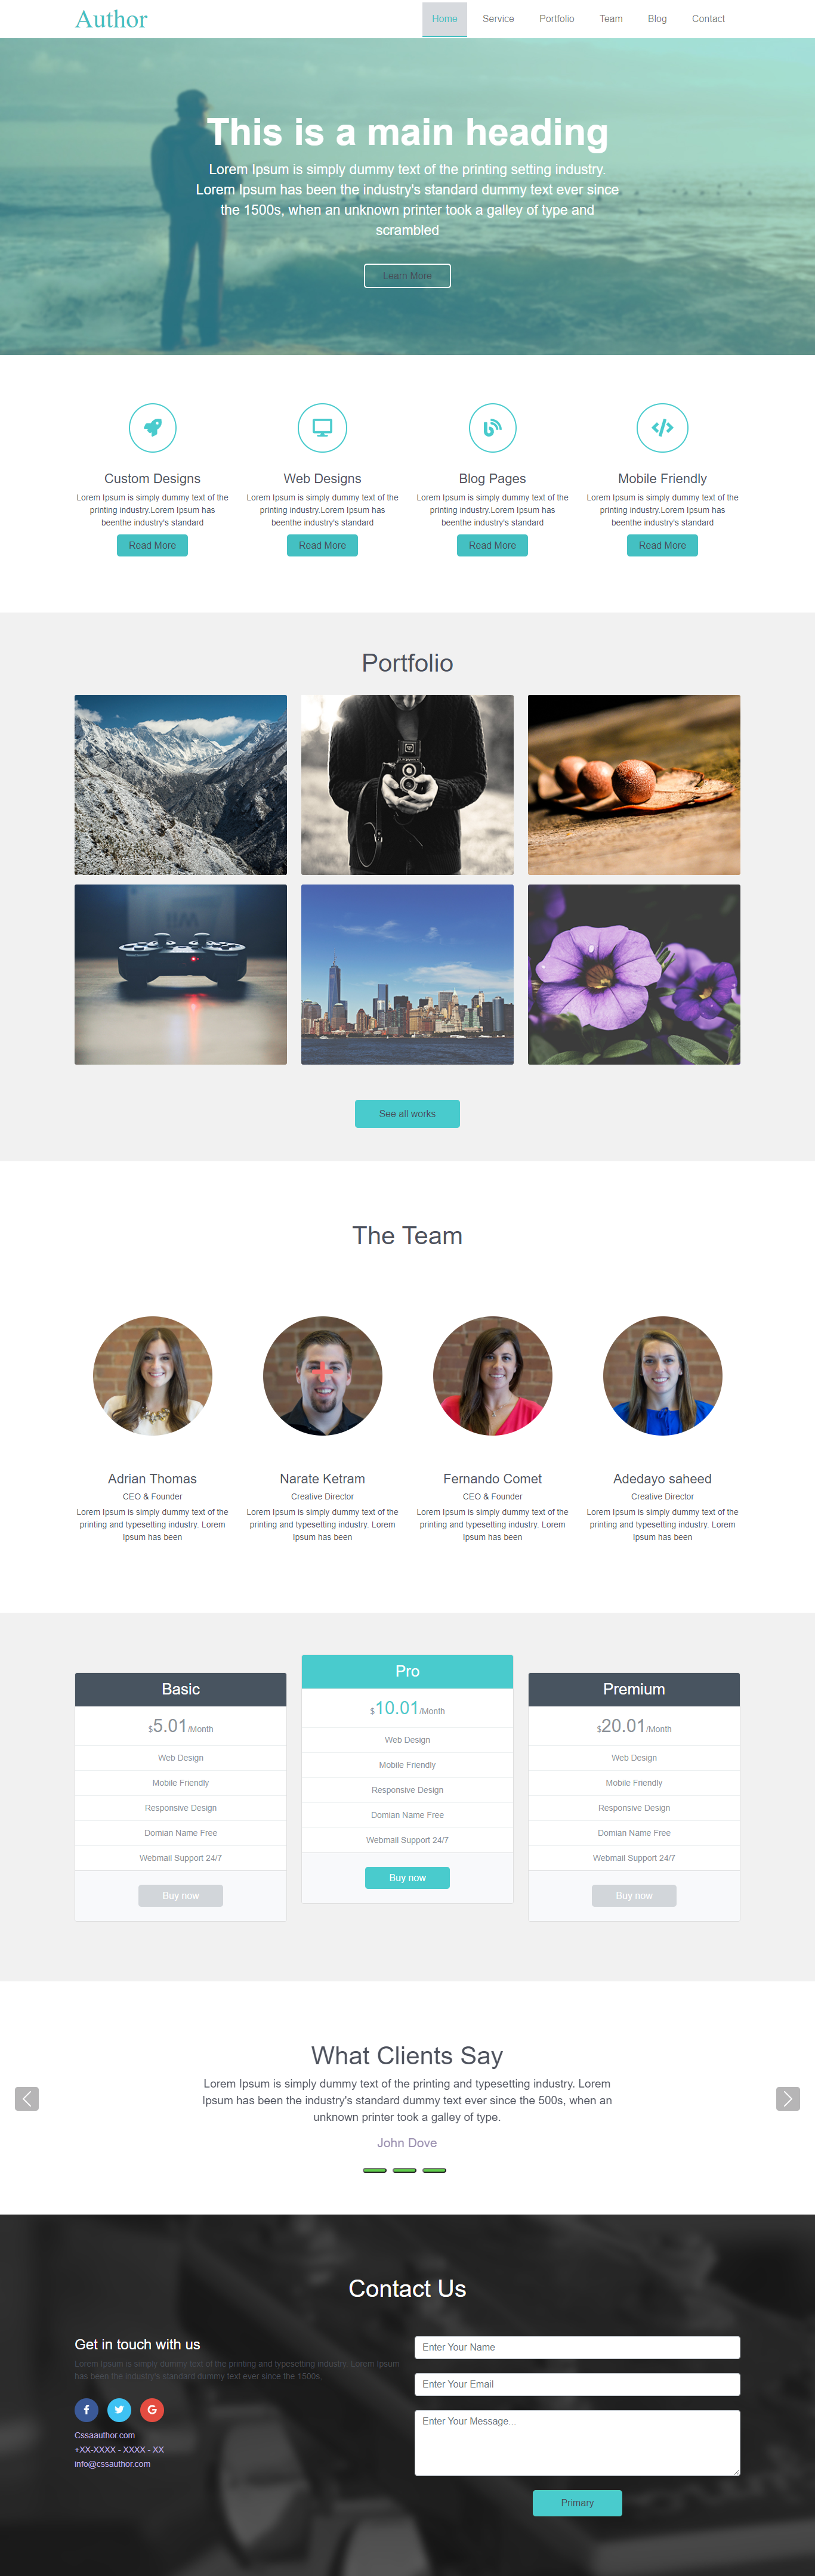 Author
Home Service Portfolio Team Blog Contact
This is a main heading
Lorem Ipsum is simply dummy text of the printing setting industry.
Lorem Ipsum has been the industry's standard dummy text ever since
the 1500s, when an unknown printer took a galley of type and
scrambled
Learn More
Custom Designs
Lorem Ipsum is simply dummy text of the
printing industry.Lorem Ipsum has
beenthe industry's standard
Read More
Web Designs
Lorem Ipsum is simply dummy text of the
printing industry.Lorem Ipsum has
beenthe industry's standard
Read More
Blog Pages
Lorem Ipsum is simply dummy text of the
printing industry.Lorem Ipsum has
beenthe industry's standard
Read More
Mobile Friendly
Lorem Ipsum is simply dummy text of the
printing industry.Lorem Ipsum has
beenthe industry's standard
Read More
Portfolio
See all works
The Team
Adrian Thomas
CEO & Founder
Lorem Ipsum is simply dummy text of the
printing and typesetting industry. Lorem
Ipsum has been
Narate Ketram
Creative Director
Lorem Ipsum is simply dummy text of the
printing and typesetting industry. Lorem
Ipsum has been
Fernando Comet
CEO & Founder
Lorem Ipsum is simply dummy text of the
printing and typesetting industry. Lorem
Ipsum has been
Adedayo saheed
Creative Director
Lorem Ipsum is simply dummy text of the
printing and typesetting industry. Lorem
Ipsum has been
Basic
$5.01/Month
Web Design
Mobile Friendly
Responsive Design
Domian Name Free
Webmail Support 24/7
Buy now
Pro
$10.01/Month
Web Design
Mobile Friendly
Responsive Design
Domian Name Free
Webmail Support 24/7
Buy now
Premium
$20.01/Month
Web Design
Mobile Friendly
Responsive Design
Domian Name Free
Webmail Support 24/7
Buy now
What Clients Say
Lorem Ipsum is simply dummy text of the printing and typesetting industry. Lorem
Ipsum has been the industry's standard dummy text ever since the 500s, when an
unknown printer took a galley of type.
John Dove
Contact Us
Get in touch with us
Lorem Ipsum is simply dummy text of the printing and typesetting industry. Lorem Ipsum
has been the industry's standard dummy text ever since the 1500s.
Cssaauthor.com
+XX-XXXX - XXXX - XX
info@cssauthor.com
Enter Your Name
Enter Your Email
Enter Your Message...
Primary